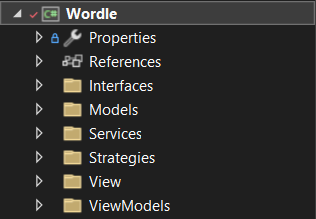 Wordle
Properties
References
Interfaces
Models
Services
Strategies
View
ViewModels